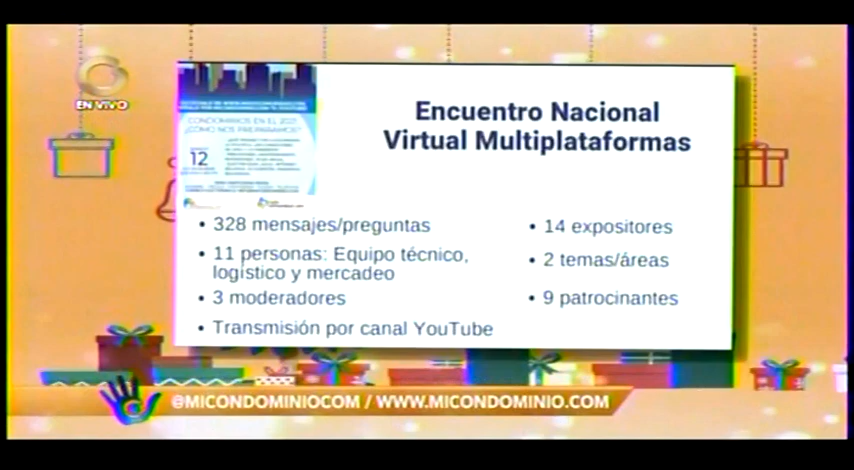 EN VIVO
CONDOMINIOS EN EL 2021
¿CÓMO NOS PREPARAMOS?
12
Encuentro Nacional
Virtual Multiplataformas
• 328 mensajes/preguntas
• 11 personas: Equipo técnico,
logístico y mercadeo
• 3 moderadores
• Transmisión por canal YouTube
• 14 expositores
• 2 temas/áreas
• 9 patrocinantes
@MICONDOMINIOCOM / WWW.MICONDOMINIO.COM